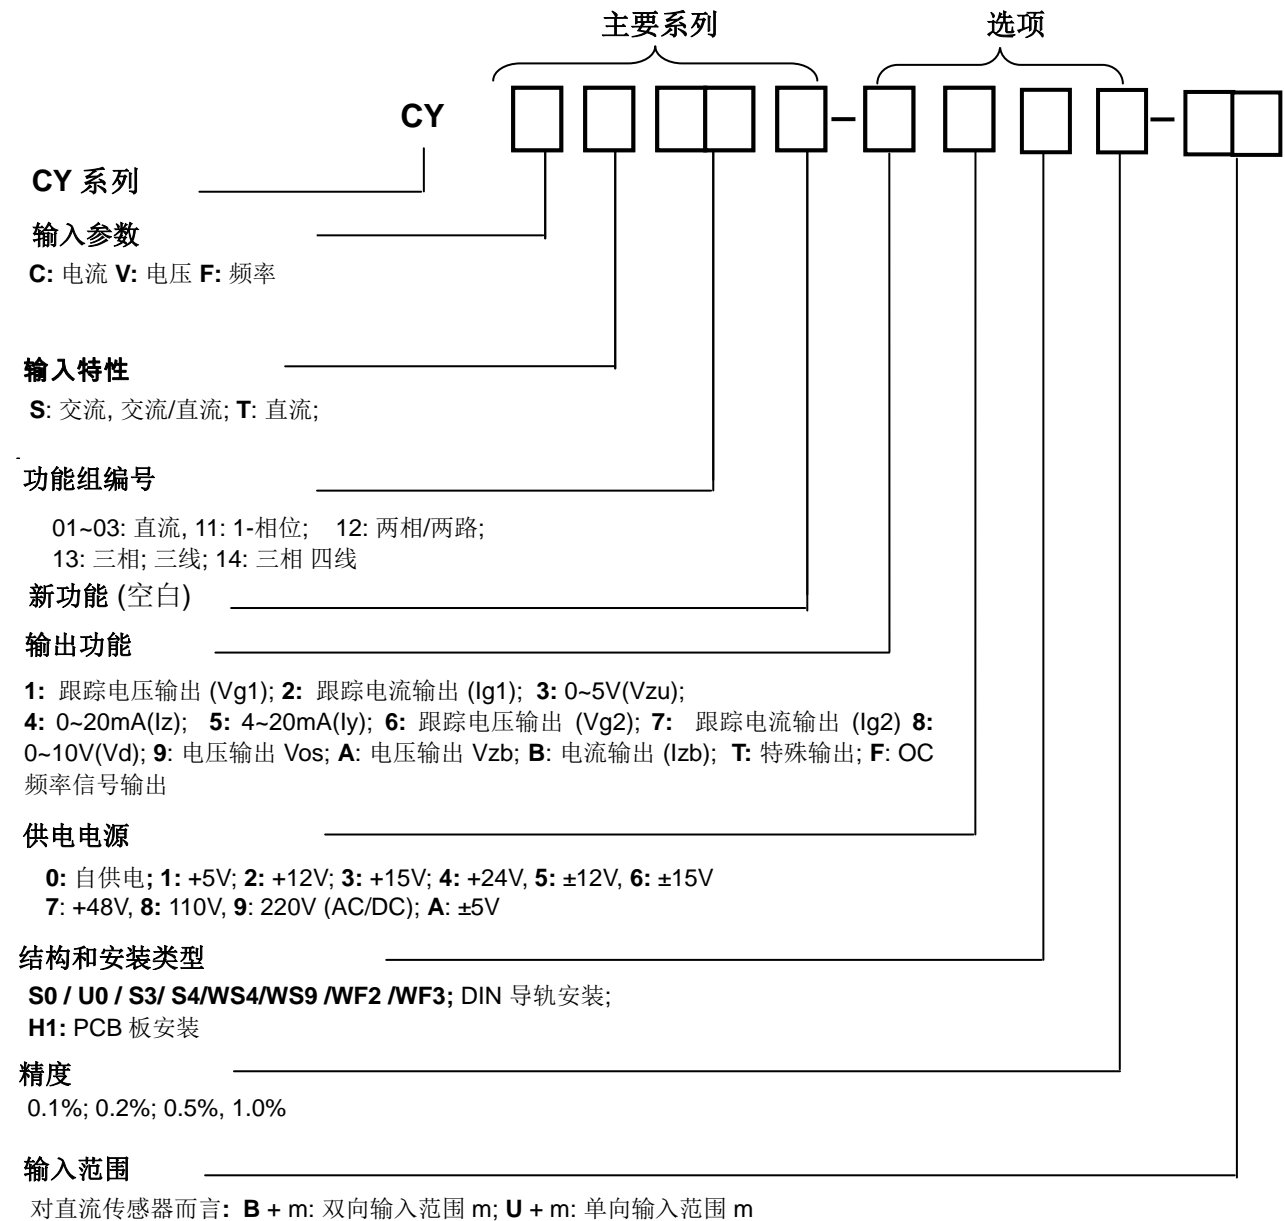 主要系列 选项
CY – –
CY 系列
输入参数
C: 电流 V: 电压 F: 频率
输入特性
S: 交流, 交流/直流; T: 直流;
功能组编号
01~03: 直流, 11: 1-相位; 12: 两相/两路;
13: 三相; 三线; 14: 三相 四线
新功能 (空白)
输出功能
1: 跟踪电压输出 (Vg1); 2: 跟踪电流输出 (Ig1); 3: 0~5V(Vzu);
4: 0~20mA(Iz); 5: 4~20mA(Iy); 6: 跟踪电压输出 (Vg2); 7: 跟踪电流输出 (Ig2) 8:
0~10V(Vd); 9: 电压输出 Vos; A: 电压输出 Vzb; B: 电流输出 (Izb); T: 特殊输出; F: OC
频率信号输出
供电电源
0: 自供电; 1: +5V; 2: +12V; 3: +15V; 4: +24V, 5: ±12V, 6: ±15V
7: +48V, 8: 110V, 9: 220V (AC/DC); A: ±5V
结构和安装类型
S0 / U0 / S3/ S4/WS4/WS9 /WF2 /WF3; DIN 导轨安装;
H1: PCB 板安装
精度
0.1%; 0.2%; 0.5%, 1.0%
输入范围
对直流传感器而言: B + m: 双向输入范围 m; U + m: 单向输入范围 m